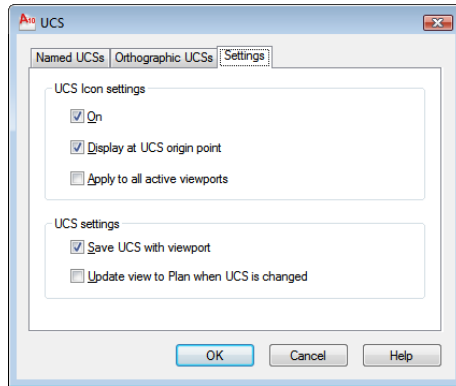 A10 UCS
Named UCSs Orthographic UCSs Settings
UCS Icon settings
On
Display at UCS origin point
Apply to all active viewports
UCS settings
Save UCS with viewport
Update view to Plan when UCS is changed
OK Cancel Help